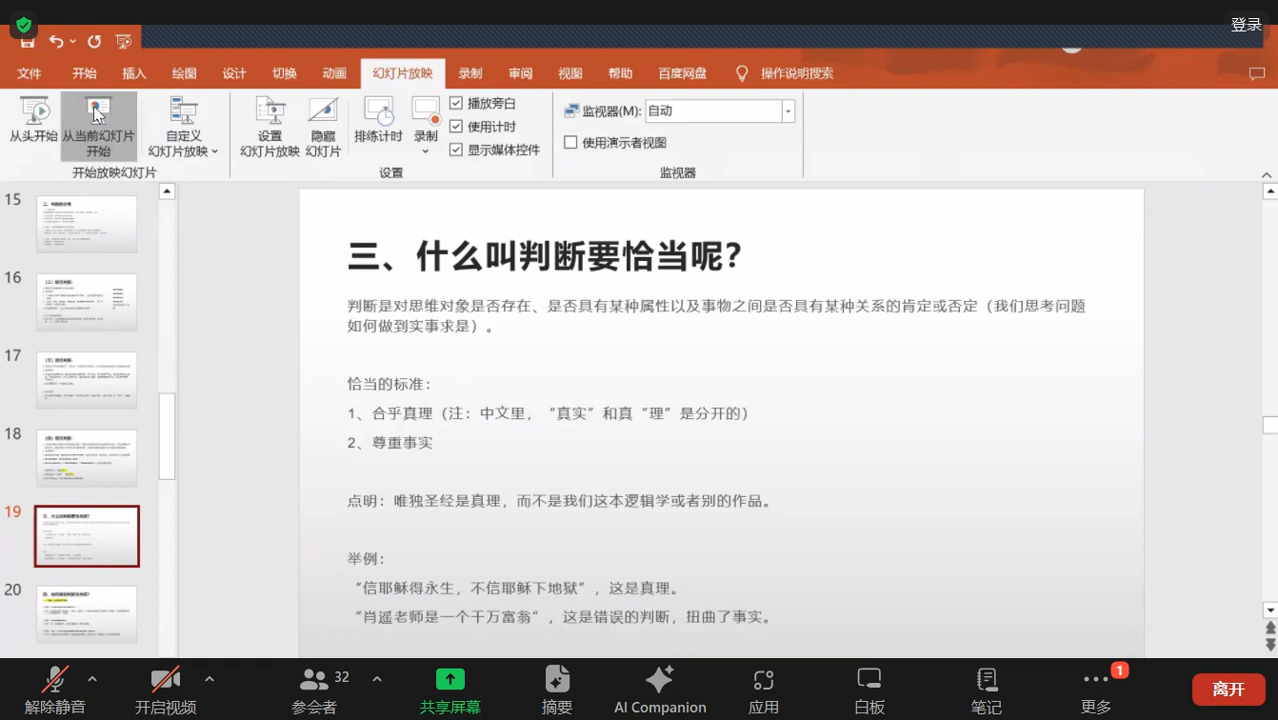 登录
文件 开始 插入 绘图 设计 切换 动画 幻灯片放映 录制 审阅 视图 帮助 百度网盘 操作说明搜索
从头开始
从当前幻灯片
开始
自定义
幻灯片放映
开始放映幻灯片
设置
幻灯片放映
隐藏
幻灯片
排练计时
录制
播放旁白
使用计时
显示媒体控件
设置
监视器(M):
自动
使用演示者视图
监视器
15
16
17
18
19
20
三、什么叫判断要恰当呢？
判断是对思维对象是否存在、是否具有某种属性以及事物之间是否具有某种关系的肯定或否定（我们思考问题
如何做到实事求是）。
恰当的标准：
1、合乎真理（注：中文里，“真实”和真“理”是分开的）
2、尊重事实
点明：唯独圣经是真理，而不是我们这本逻辑学或者别的作品。
举例：
“信耶稣得永生，不信耶稣下地狱”，这是真理。
“肖遥老师是一个千万富翁”，这是错误的判断，扭曲了事实。
解除静音
开启视频
32
参会者
共享屏幕
摘要
AI Companion
应用
白板
笔记
1
更多
离开